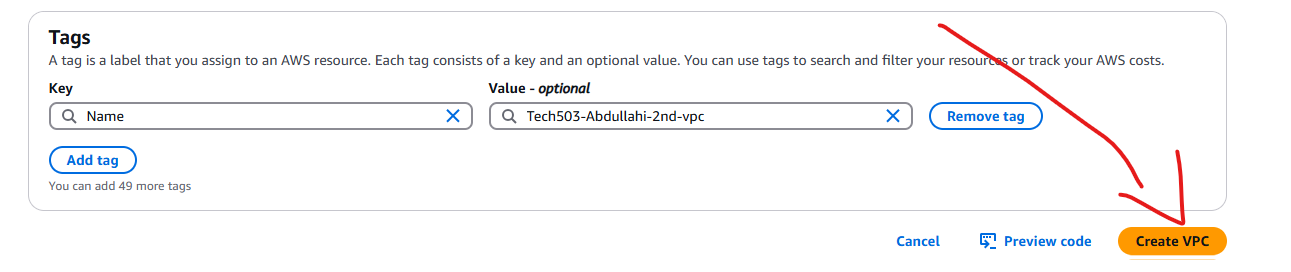 Tags
A tag is a label that you assign to an AWS resource. Each tag consists of a key and an optional value. You can use tags to search and filter your resources or track your AWS costs.
Key
Value - optional
Name
Tech503-Abdullahi-2nd-vpc
Remove tag
Add tag
You can add 49 more tags
Cancel
Preview code
Create VPC